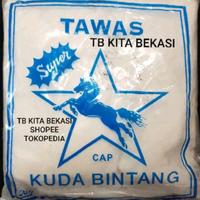 TAWAS
TB KITA BEKASI
Super
TB KITA BEKASI
SHOPEE
TOKOPEDIA
CAP
KUDA BINTANG